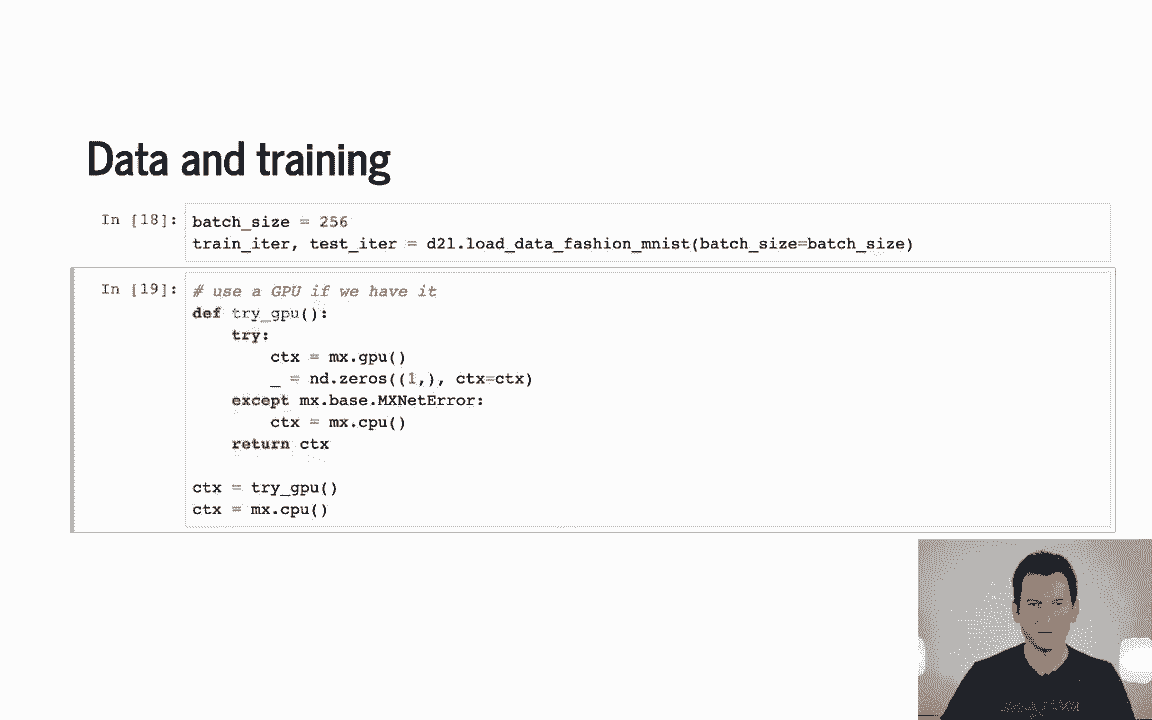 Data and training
In [18]:
batch_size = 256
train_iter, test_iter = d2l.load_data_fashion_mnist(batch_size=batch_size)
In [19]:
# use a GPU if we have it
def try_gpu():
    try:
        ctx = mx.gpu()
        _ = nd.zeros((1,), ctx=ctx)
    except mx.base.MXNetError:
        ctx = mx.cpu()
    return ctx
ctx = try_gpu()
ctx = mx.cpu()